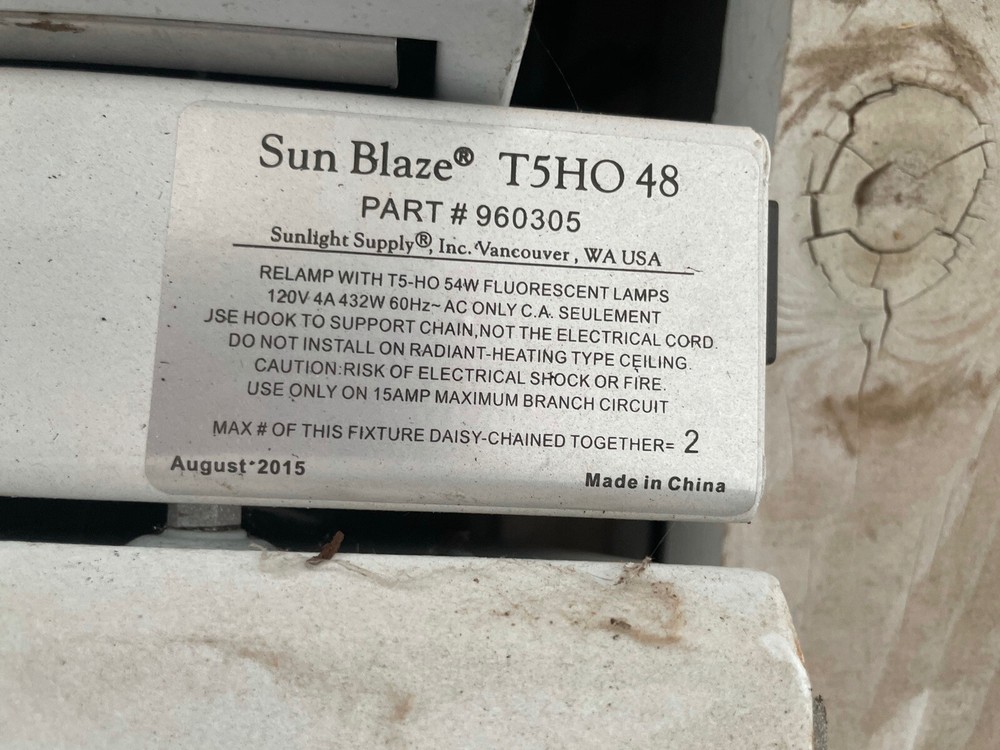 Sun Blaze® T5HO 48
PART # 960305
Sunlight Supply®, Inc. Vancouver, WA USA
RELAMP WITH T5-HO 54W FLUORESCENT LAMPS
120V 4A 432W 60Hz~ AC ONLY C.A. SEULEMENT
USE HOOK TO SUPPORT CHAIN,NOT THE ELECTRICAL CORD.
DO NOT INSTALL ON RADIANT-HEATING TYPE CEILING.
CAUTION:RISK OF ELECTRICAL SHOCK OR FIRE.
USE ONLY ON 15AMP MAXIMUM BRANCH CIRCUIT
MAX # OF THIS FIXTURE DAISY-CHAINED TOGETHER= 2
August 2015
Made in China